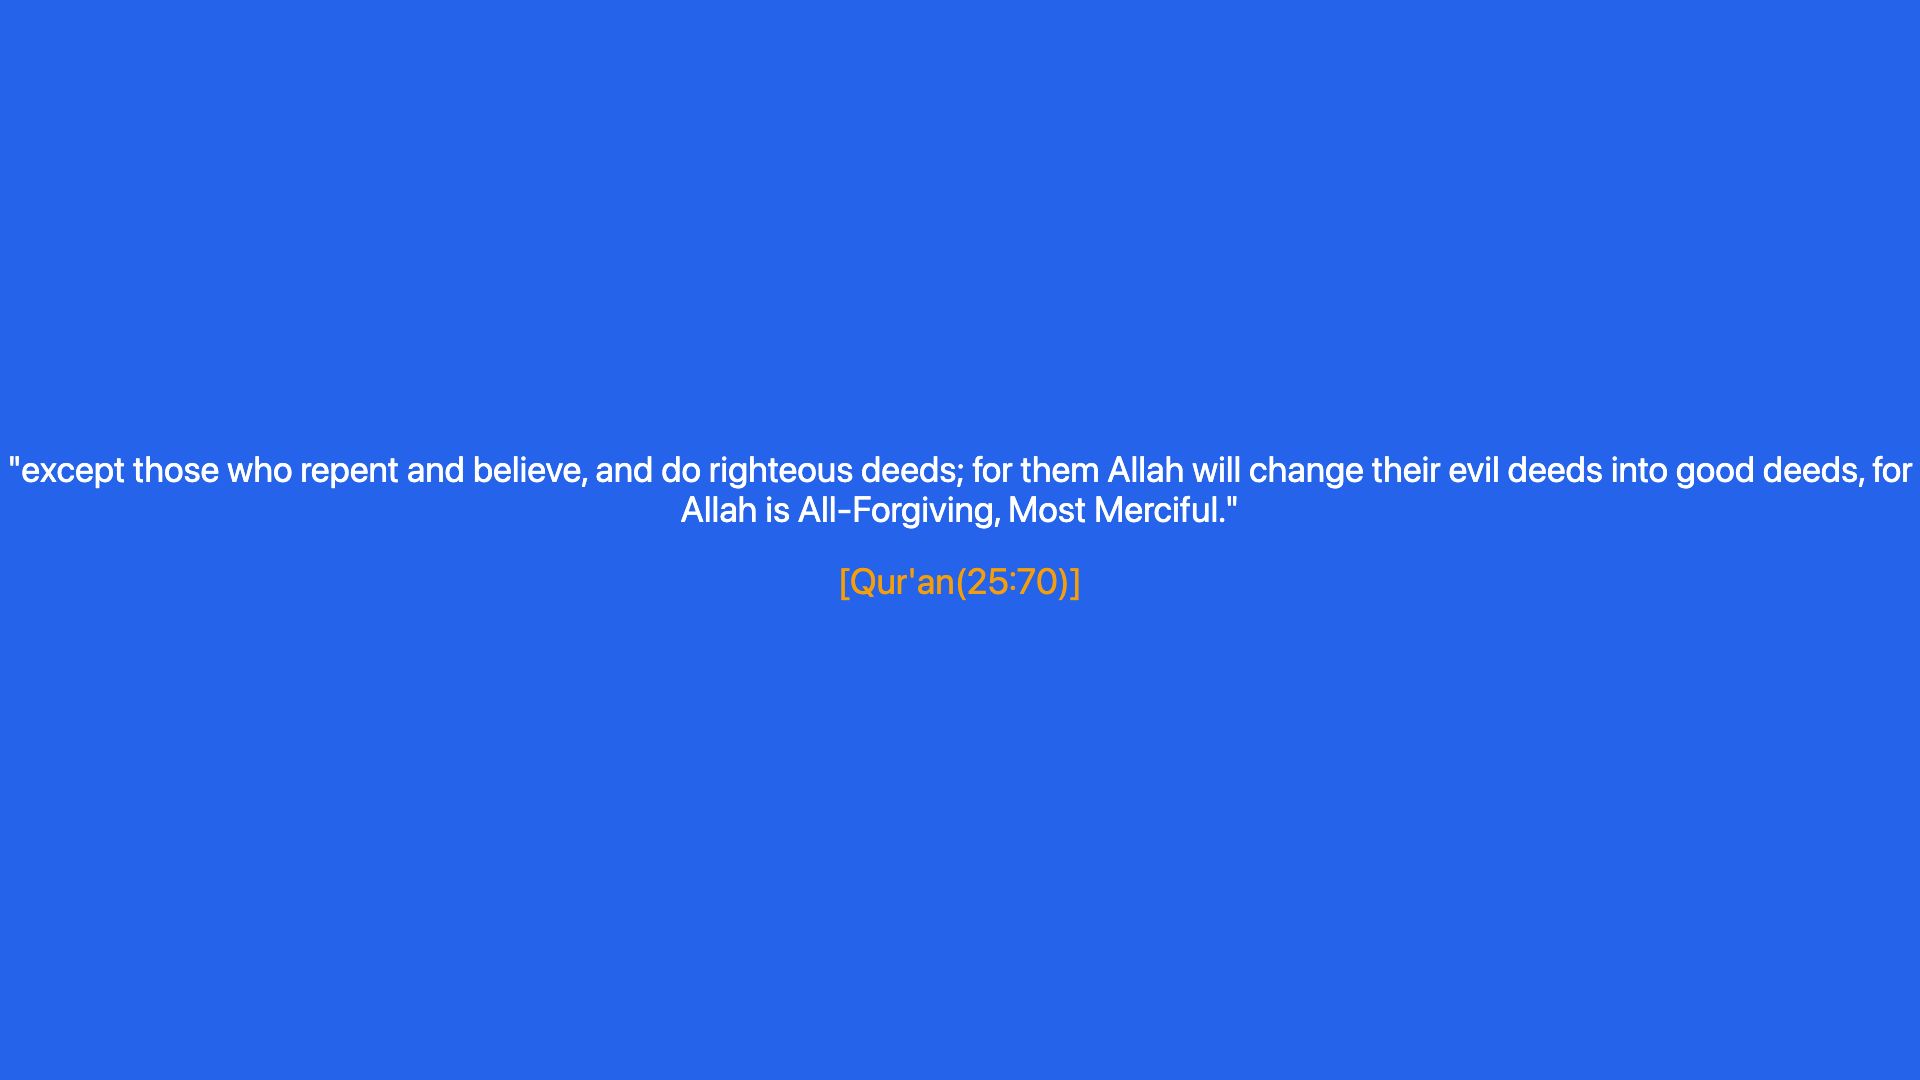 "except those who repent and believe, and do righteous deeds; for them Allah will change their evil deeds into good deeds, for
Allah is All-Forgiving, Most Merciful."
[Qur'an(25:70)]